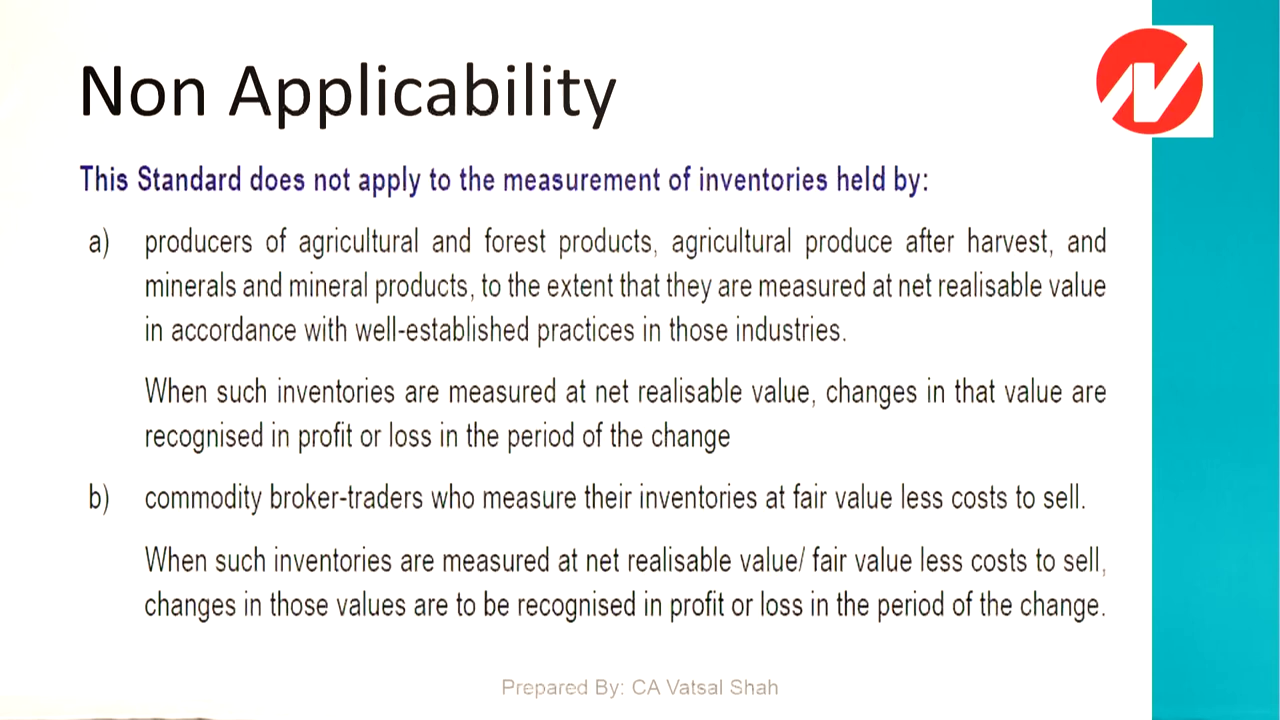 Non Applicability
This Standard does not apply to the measurement of inventories held by:
a) producers of agricultural and forest products, agricultural produce after harvest, and
minerals and mineral products, to the extent that they are measured at net realisable value
in accordance with well-established practices in those industries.
When such inventories are measured at net realisable value, changes in that value are
recognised in profit or loss in the period of the change
b) commodity broker-traders who measure their inventories at fair value less costs to sell.
When such inventories are measured at net realisable value/ fair value less costs to sell,
changes in those values are to be recognised in profit or loss in the period of the change.
Prepared By: CA Vatsal Shah